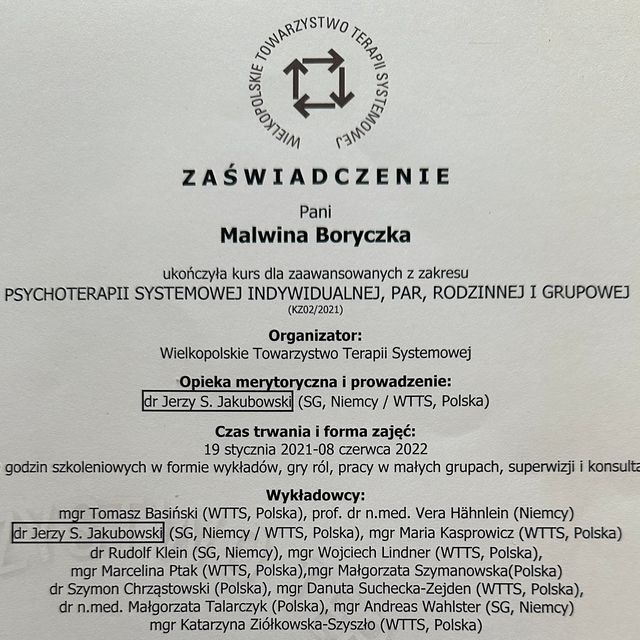 WIELKOPOLSKIE TOWARZYSTWO TERAPII SYSTEMOWEJ
ZAŚWIADCZENIE
Pani
Malwina Boryczka
ukończyła kurs dla zaawansowanych z zakresu
PSYCHOTERAPII SYSTEMOWEJ INDYWIDUALNEJ, PAR, RODZINNEJ I GRUPOWEJ
(KZ02/2021)
Organizator:
Wielkopolskie Towarzystwo Terapii Systemowej
Opieka merytoryczna i prowadzenie:
dr Jerzy S. Jakubowski (SG, Niemcy / WTTS, Polska)
Czas trwania i forma zajęć:
19 stycznia 2021-08 czerwca 2022
godzin szkoleniowych w formie wykładów, gry ról, pracy w małych grupach, superwizji i konsulta
Wykładowcy:
mgr Tomasz Basiński (WTTS, Polska), prof. dr n.med. Vera Hähnlein (Niemcy)
dr Jerzy S. Jakubowski (SG, Niemcy / WTTS, Polska), mgr Maria Kasprowicz (WTTS, Polska)
dr Rudolf Klein (SG, Niemcy), mgr Wojciech Lindner (WTTS, Polska),
mgr Marcelina Ptak (WTTS, Polska),mgr Małgorzata Szymanowska(Polska)
dr Szymon Chrząstowski (Polska), mgr Danuta Suchecka-Zejden (WTTS, Polska),
dr n.med. Małgorzata Talarczyk (Polska), mgr Andreas Wahlster (SG, Niemcy)
mgr Katarzyna Ziółkowska-Szyszło (WTTS, Polska)